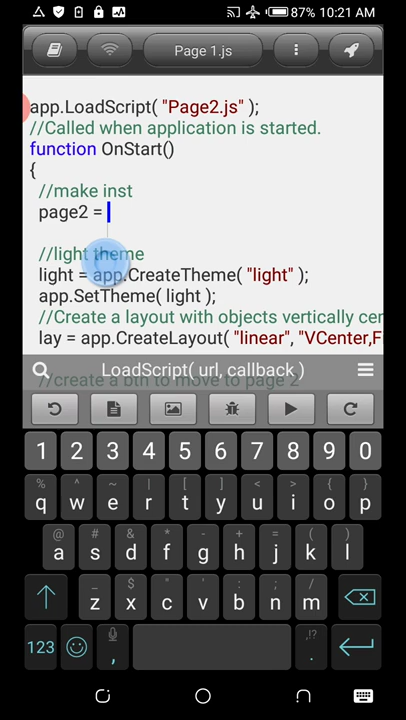 87% 10:21 AM
Page 1.js
app.LoadScript( "Page2.js" );
//Called when application is started.
function OnStart()
{
//make inst
page2 =
//light theme
light = app.CreateTheme( "light" );
app.SetTheme( light );
//Create a layout with objects vertically cen
lay = app.CreateLayout( "linear", "VCenter,F
LoadScript( url, callback )
//create a btn to move to page 2
1 2 3 4 5 6 7 8 9 0
% ^ ~ | [ ] < > { }
q w e r t y u i o p
@ # & * - + = ( )
a s d f g h j k l
_ $ " ' : ; /
z x c v b n m
!?
123 , .